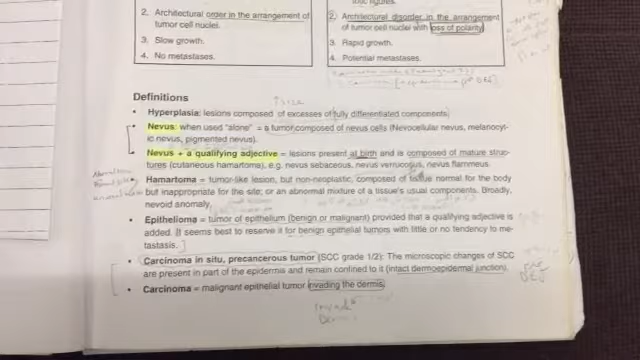 2. Architectural order in the arrangement of
tumor cell nuclei.
3. Slow growth.
4. No metastases.
2. Architectural disorder in the arrangement
of tumor cell nuclei with loss of polarity
3. Rapid growth.
4. Potential metastases.
Definitions
• Hyperplasia: lesions composed of excesses of fully differentiated components.
• Nevus: when used "alone" = a tumor composed of nevus cells (Nevocellular nevus, melanocyt-
ic nevus, pigmented nevus).
• Nevus + a qualifying adjective = lesions present at birth and is composed of mature struc-
tures (cutaneous hamartoma), e.g. nevus sebaceous, nevus verrucous, nevus flammeus.
• Hamartoma = tumor-like lesion, but non-neoplastic, composed of tissue normal for the body
but inappropriate for the site; or an abnormal mixture of a tissue's usual components. Broadly,
nevoid anomaly.
• Epithelioma = tumor of epithelium (benign or malignant) provided that a qualifying adjective is
added. It seems best to reserve it for benign epithelial tumors with little or no tendency to me-
tastasis.
• Carcinoma in situ, precancerous tumor (SCC grade 1/2): The microscopic changes of SCC
are present in part of the epidermis and remain confined to it (intact dermoepidermal junction).
• Carcinoma = malignant epithelial tumor invading the dermis.